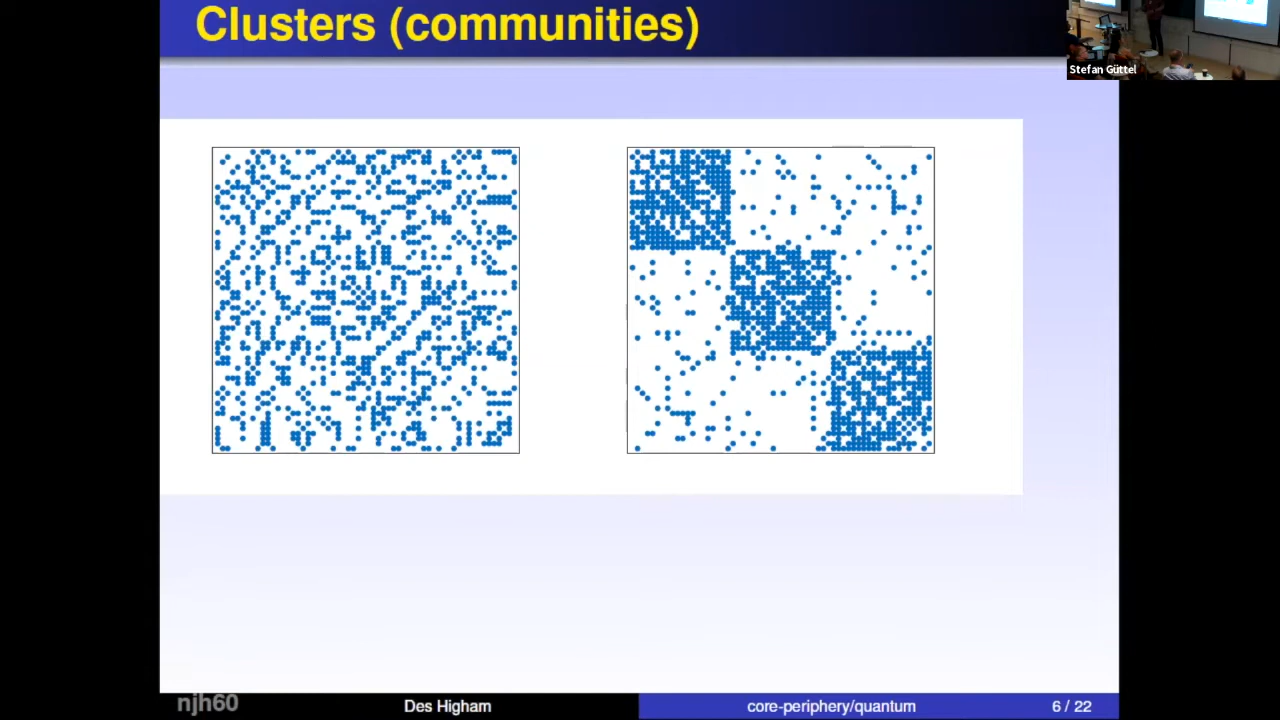 Clusters (communities)
Stefan Güttel
njh60
Des Higham
core-periphery/quantum
6 / 22